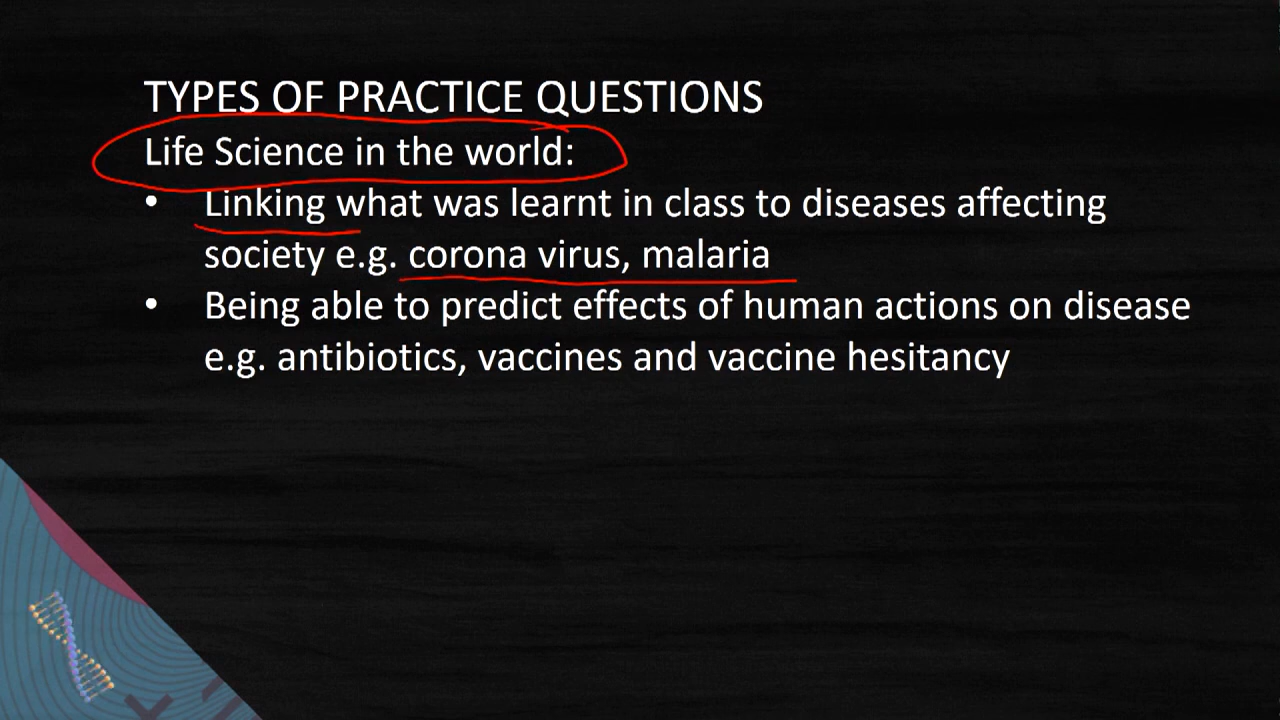 TYPES OF PRACTICE QUESTIONS
Life Science in the world:
• Linking what was learnt in class to diseases affecting
society e.g. corona virus, malaria
• Being able to predict effects of human actions on disease
e.g. antibiotics, vaccines and vaccine hesitancy